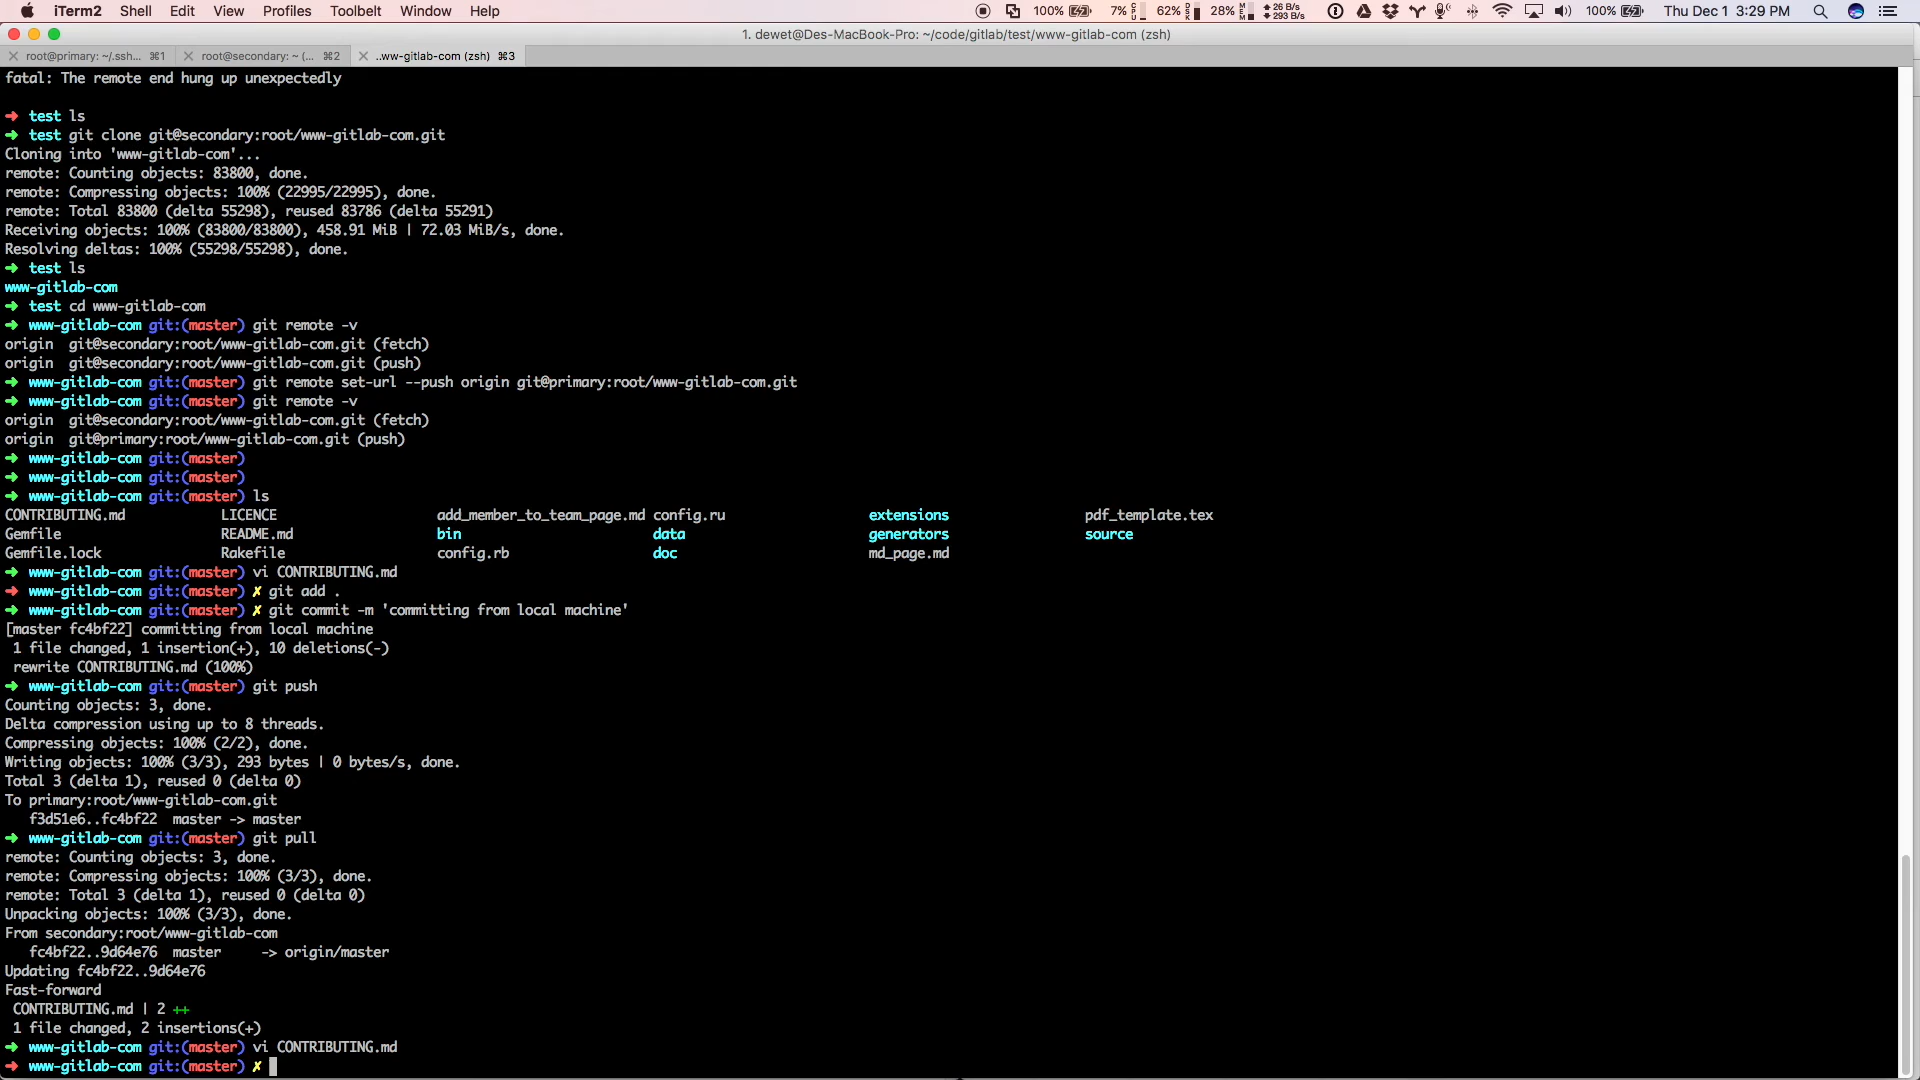 iTerm2 Shell Edit View Profiles Toolbelt Window Help 100% 7% CPU 62% DSK 28% MEM 26 B/s 293 B/s 100% Thu Dec 1 3:29 PM
1. dewet@Des-MacBook-Pro: ~/code/gitlab/test/www-gitlab-com (zsh)
root@primary: ~/.ssh... ⌘1 root@secondary: ~ (... ⌘2 ..ww-gitlab-com (zsh) ⌘3
fatal: The remote end hung up unexpectedly
➜ test ls
➜ test git clone git@secondary:root/www-gitlab-com.git
Cloning into 'www-gitlab-com'...
remote: Counting objects: 83800, done.
remote: Compressing objects: 100% (22995/22995), done.
remote: Total 83800 (delta 55298), reused 83786 (delta 55291)
Receiving objects: 100% (83800/83800), 458.91 MiB | 72.03 MiB/s, done.
Resolving deltas: 100% (55298/55298), done.
➜ test ls
www-gitlab-com
➜ test cd www-gitlab-com
➜ www-gitlab-com git:(master) git remote -v
origin git@secondary:root/www-gitlab-com.git (fetch)
origin git@secondary:root/www-gitlab-com.git (push)
➜ www-gitlab-com git:(master) git remote set-url --push origin git@primary:root/www-gitlab-com.git
➜ www-gitlab-com git:(master) git remote -v
origin git@secondary:root/www-gitlab-com.git (fetch)
origin git@primary:root/www-gitlab-com.git (push)
➜ www-gitlab-com git:(master)
➜ www-gitlab-com git:(master)
➜ www-gitlab-com git:(master) ls
CONTRIBUTING.md LICENCE add_member_to_team_page.md config.ru extensions pdf_template.tex
Gemfile README.md bin data generators source
Gemfile.lock Rakefile config.rb doc md_page.md
➜ www-gitlab-com git:(master) vi CONTRIBUTING.md
➜ www-gitlab-com git:(master) ✗ git add .
➜ www-gitlab-com git:(master) ✗ git commit -m 'committing from local machine'
[master fc4bf22] committing from local machine
1 file changed, 1 insertion(+), 10 deletions(-)
rewrite CONTRIBUTING.md (100%)
➜ www-gitlab-com git:(master) git push
Counting objects: 3, done.
Delta compression using up to 8 threads.
Compressing objects: 100% (2/2), done.
Writing objects: 100% (3/3), 293 bytes | 0 bytes/s, done.
Total 3 (delta 1), reused 0 (delta 0)
To primary:root/www-gitlab-com.git
f3d51e6..fc4bf22 master -> master
➜ www-gitlab-com git:(master) git pull
remote: Counting objects: 3, done.
remote: Compressing objects: 100% (3/3), done.
remote: Total 3 (delta 1), reused 0 (delta 0)
Unpacking objects: 100% (3/3), done.
From secondary:root/www-gitlab-com
fc4bf22..9d64e76 master -> origin/master
Updating fc4bf22..9d64e76
Fast-forward
CONTRIBUTING.md | 2 ++
1 file changed, 2 insertions(+)
➜ www-gitlab-com git:(master) vi CONTRIBUTING.md
➜ www-gitlab-com git:(master) ✗